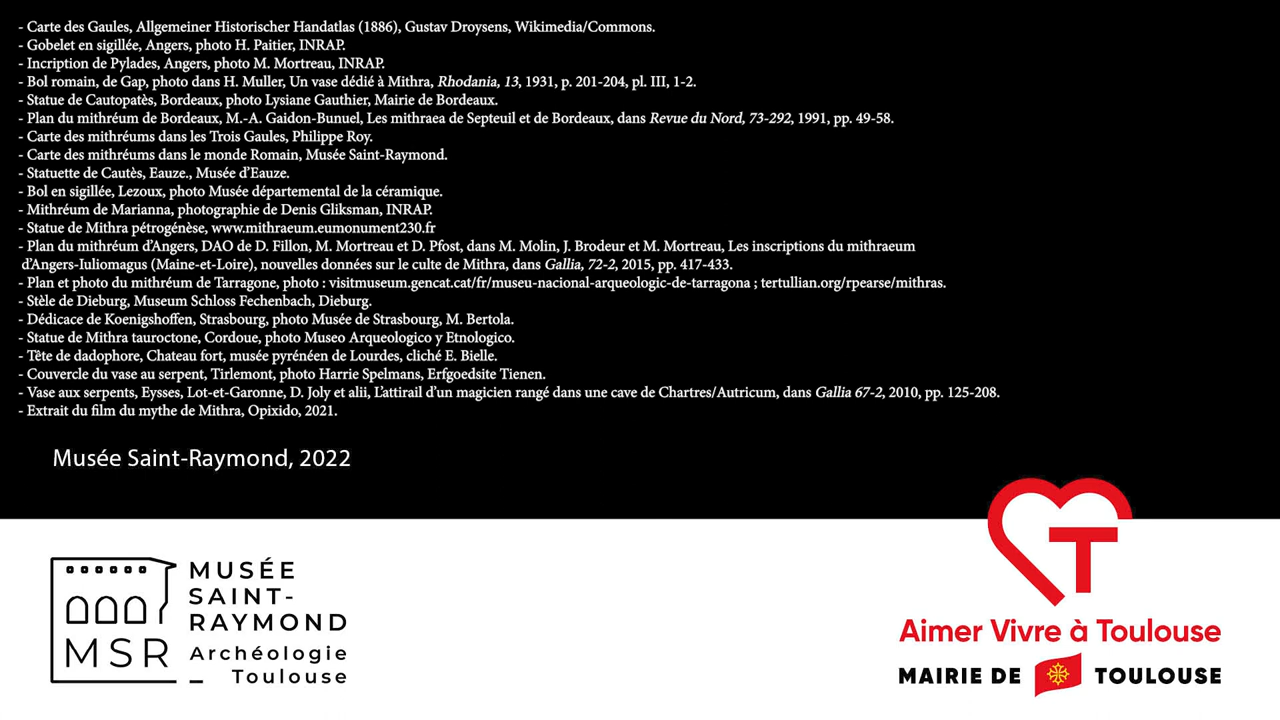 - Carte des Gaules, Allgemeiner Historischer Handatlas (1886), Gustav Droysens, Wikimedia/Commons.
- Gobelet en sigillée, Angers, photo H. Paitier, INRAP.
- Incription de Pylades, Angers, photo M. Mortreau, INRAP.
- Bol romain, de Gap, photo dans H. Muller, Un vase dédié à Mithra, Rhodania, 13, 1931, p. 201-204, pl. III, 1-2.
- Statue de Cautopatès, Bordeaux, photo Lysiane Gauthier, Mairie de Bordeaux.
- Plan du mithréum de Bordeaux, M.-A. Gaidon-Bunuel, Les mithraea de Septeuil et de Bordeaux, dans Revue du Nord, 73-292, 1991, pp. 49-58.
- Carte des mithréums dans les Trois Gaules, Philippe Roy.
- Carte des mithréums dans le monde Romain, Musée Saint-Raymond.
- Statuette de Cautès, Eauze., Musée d'Eauze.
- Bol en sigillée, Lezoux, photo Musée départemental de la céramique.
- Mithréum de Marianna, photographie de Denis Gliksman, INRAP.
- Statue de Mithra pétrogénèse, www.mithraeum.eumonument230.fr
- Plan du mithréum d'Angers, DAO de D. Fillon, M. Mortreau et D. Pfost, dans M. Molin, J. Brodeur et M. Mortreau, Les inscriptions du mithraeum
d'Angers-Iuliomagus (Maine-et-Loire), nouvelles données sur le culte de Mithra, dans Gallia, 72-2, 2015, pp. 417-433.
- Plan et photo du mithréum de Tarragone, photo : visitmuseum.gencat.cat/fr/museu-nacional-arqueologic-de-tarragona ; tertullian.org/rpearse/mithras.
- Stèle de Dieburg, Museum Schloss Fechenbach, Dieburg.
- Dédicace de Koenigshoffen, Strasbourg, photo Musée de Strasbourg, M. Bertola.
- Statue de Mithra tauroctone, Cordoue, photo Museo Arqueologico y Etnologico.
- Tête de dadophore, Chateau fort, musée pyrénéen de Lourdes, cliché E. Bielle.
- Couvercle du vase au serpent, Tirlemont, photo Harrie Spelmans, Erfgoedsite Tienen.
- Vase aux serpents, Eysses, Lot-et-Garonne, D. Joly et alii, L'attirail d'un magicien rangé dans une cave de Chartres/Autricum, dans Gallia 67-2, 2010, pp. 125-208.
- Extrait du film du mythe de Mithra, Opixido, 2021.
Musée Saint-Raymond, 2022
MSR
MUSÉE
SAINT-
RAYMOND
Archéologie
Toulouse
T
Aimer Vivre à Toulouse
MAIRIE DE TOULOUSE